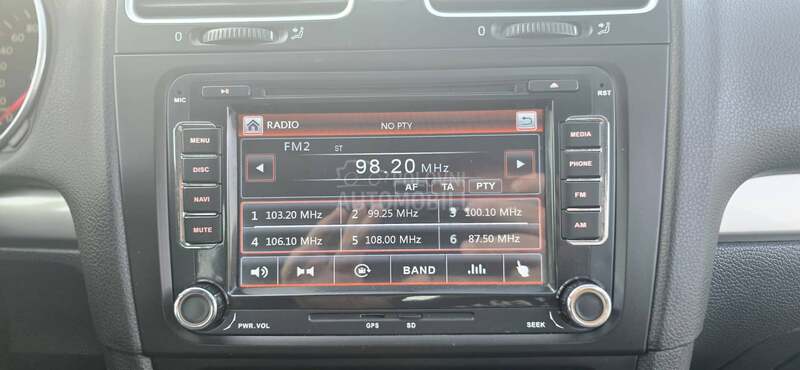 0 0
MIC RST
MENU RADIO NO PTY MEDIA
FM2 ST
DISC 98.20 MHz PHONE
AF TA PTY
NAVI 1 103.20 MHz 2 99.25 MHz 3 100.10 MHz FM
MUTE 4 106.10 MHz 5 108.00 MHz 6 87.50 MHz AM
BAND
PWR.VOL GPS SD SEEK
POLOVNI
AUTOMOBILI